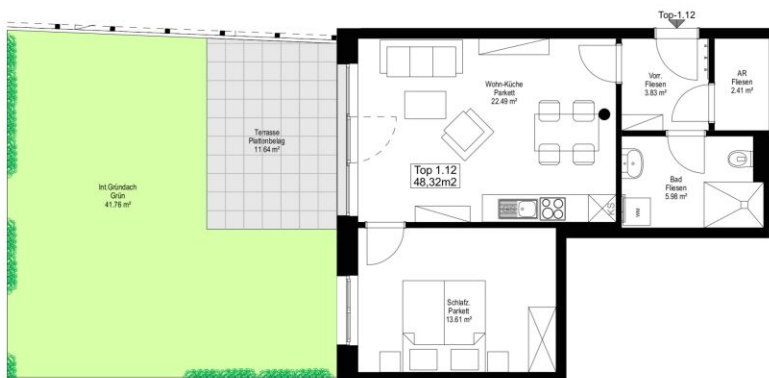 Top-1.12
Wohn-Küche
Parkett
22.49 m²
Vorr.
Fliesen
3.83 m²
AR
Fliesen
2.41 m²
Terrasse
Plattenbelag
11.64 m²
Top 1.12
48,32m2
Int.Gründach
Grün
41.76 m²
Bad
Fliesen
5.98 m²
KS
WM
Schlafz.
Parkett
13.61 m²